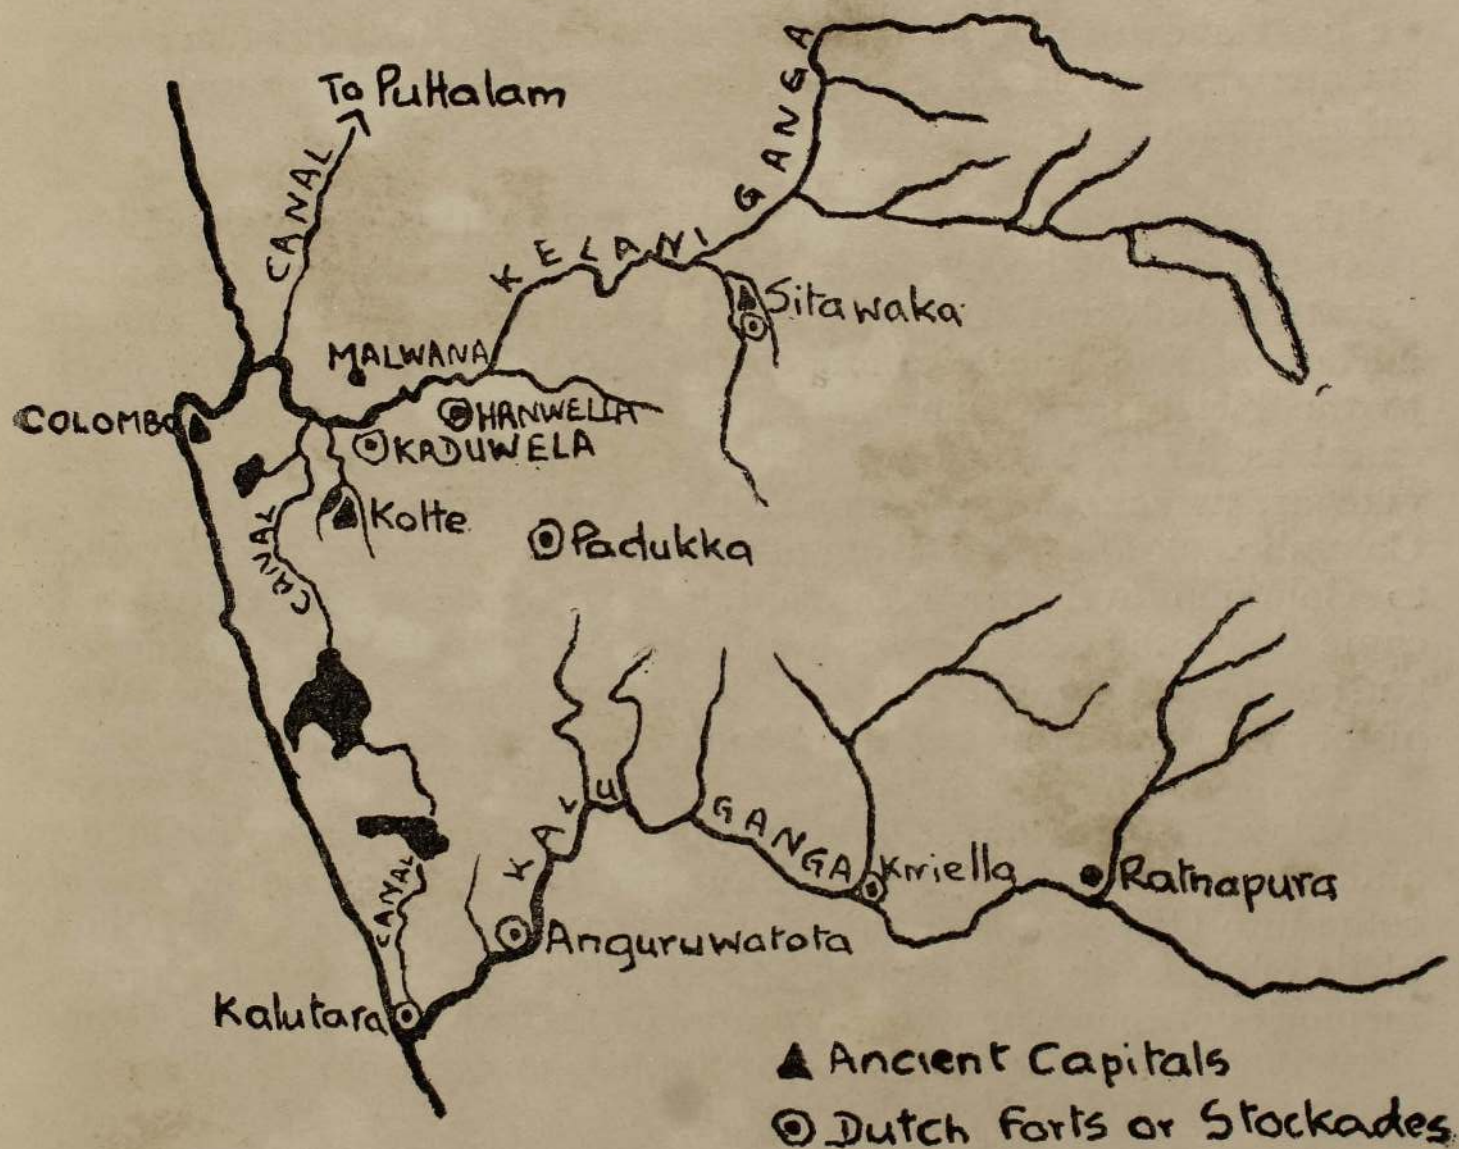 To Puttalam
CANAL
KELANI GANGA
Sitawaka
MALWANA
COLOMBO
HANWELLA
KADUWELA
Kotte
CANAL
Padukka
KALU GANGA
Kiriella
Ratnapura
CANAL
Anguruwatota
Kalutara
Ancient Capitals
Dutch Forts or Stockades